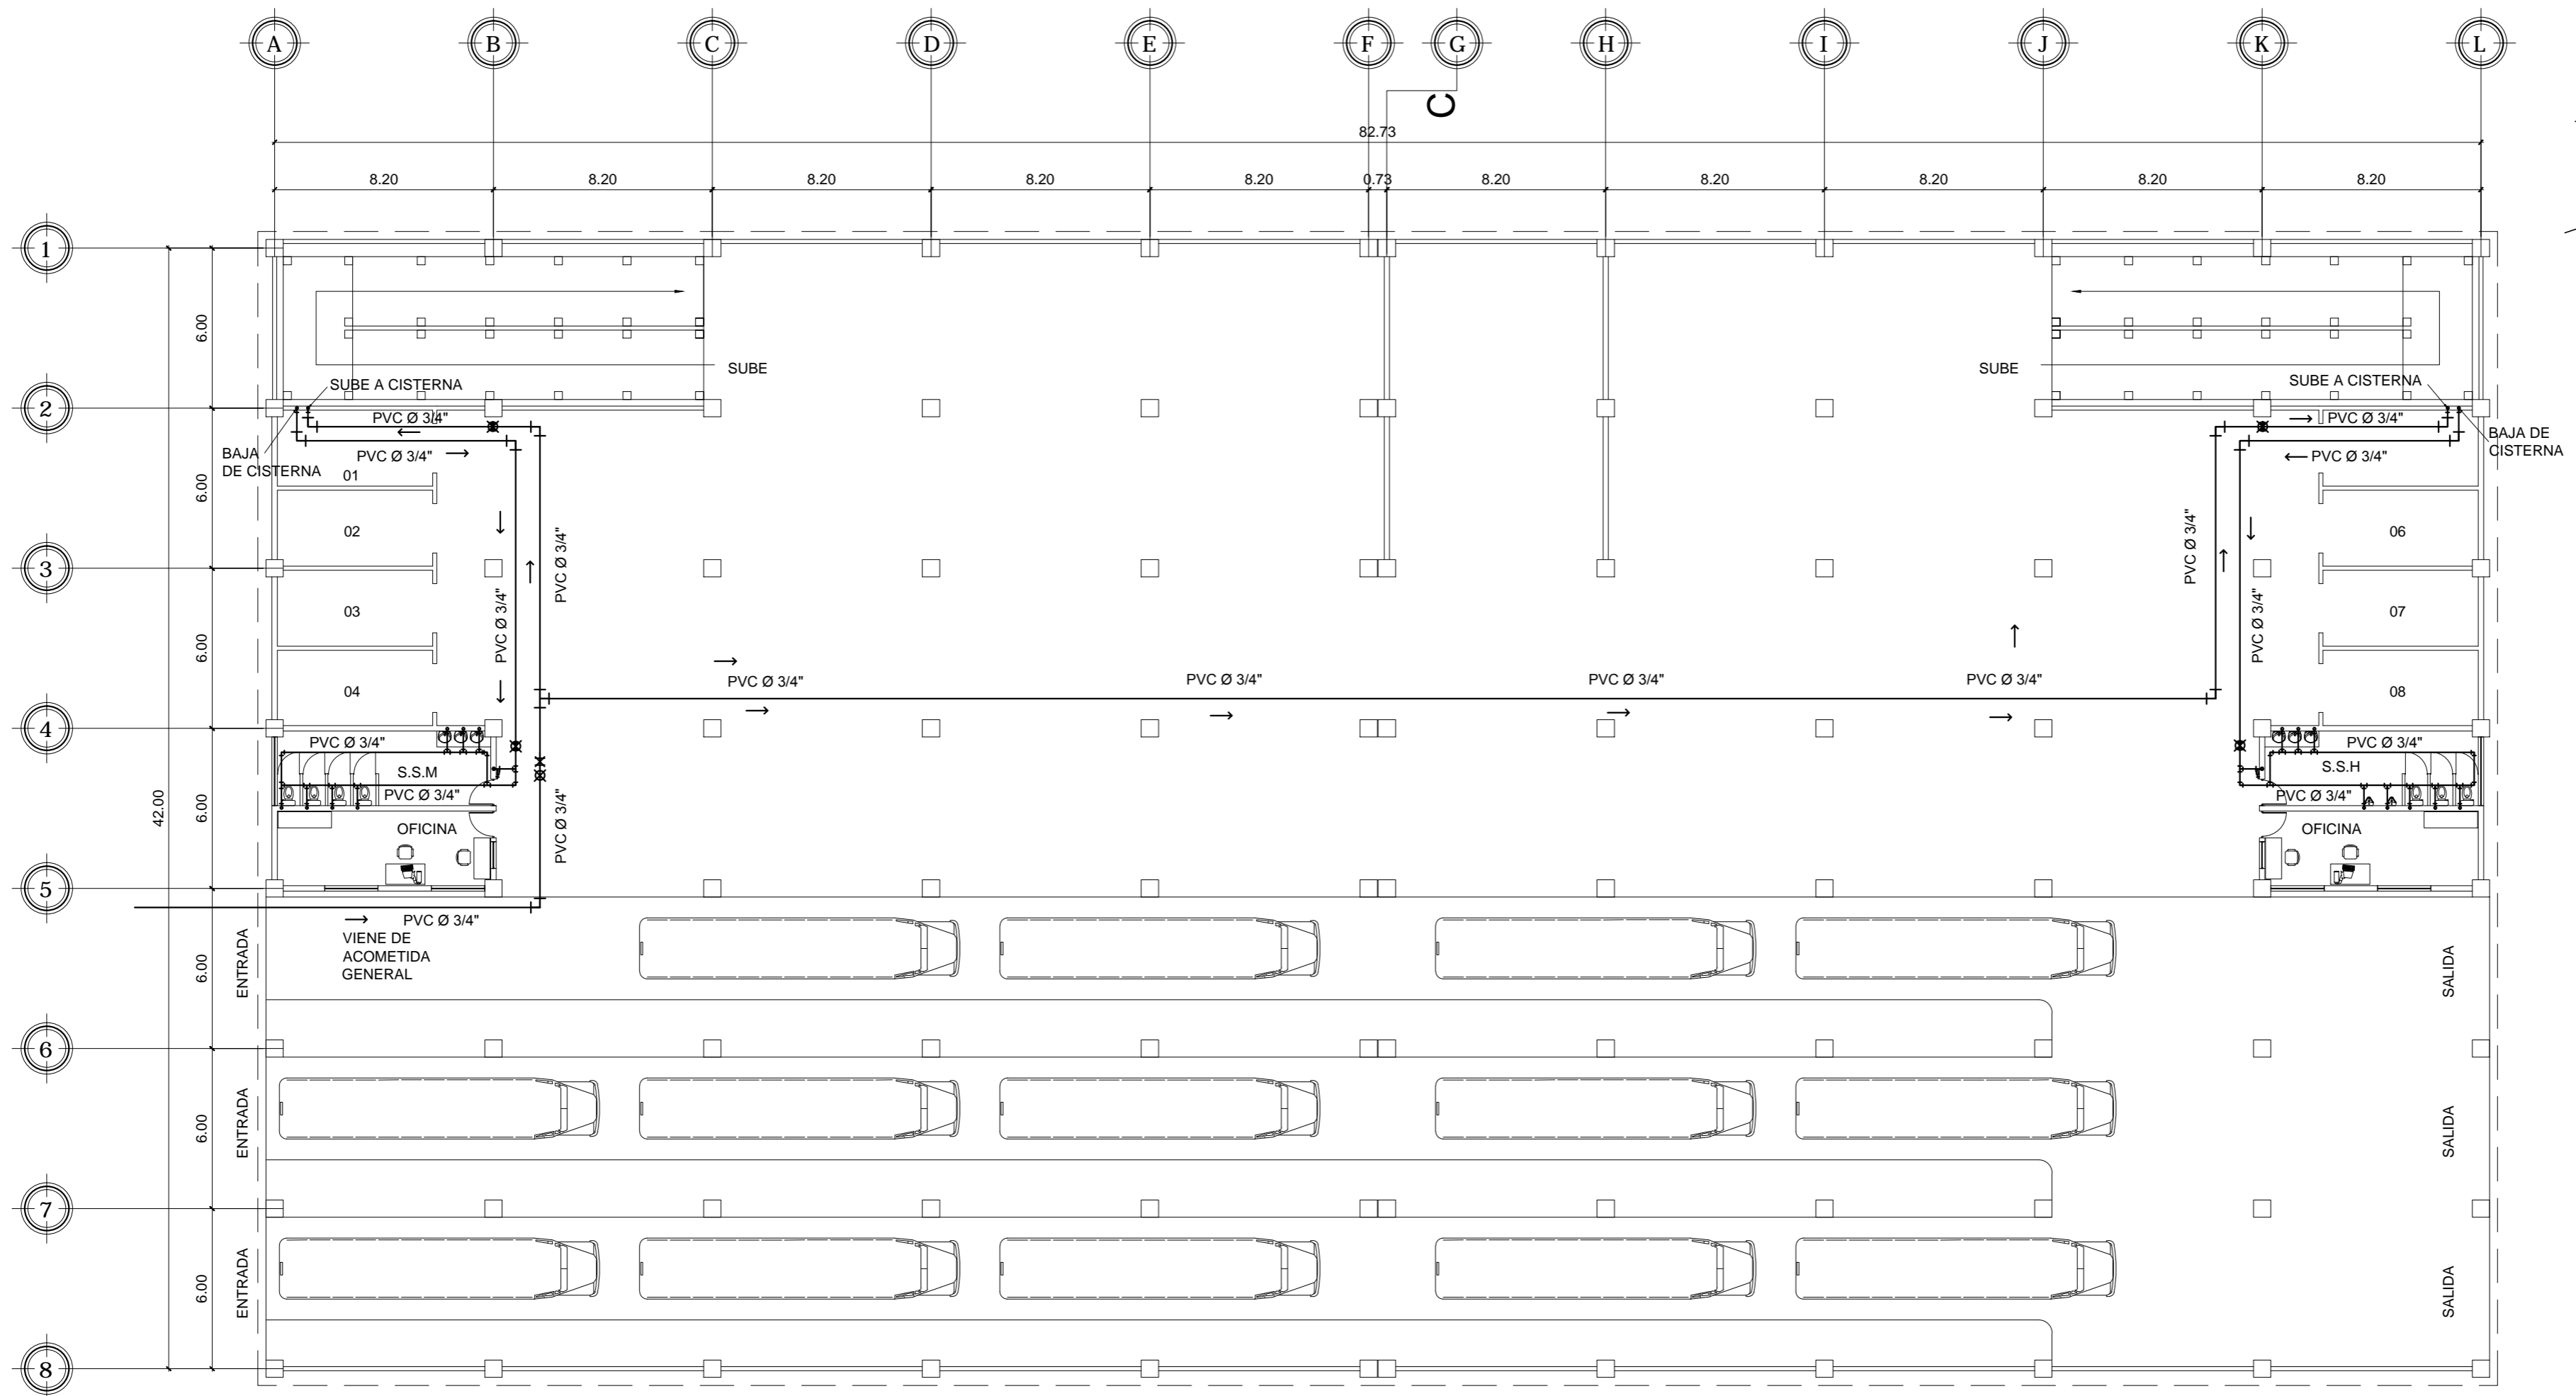 A B C D E F G H I J K L
C
82.73
8.20 8.20 8.20 8.20 8.20 0.73 8.20 8.20 8.20 8.20 8.20
1
6.00
SUBE
SUBE
SUBE A CISTERNA
SUBE A CISTERNA
2
PVC Ø 3/4"
PVC Ø 3/4"
BAJA
DE CISTERNA
PVC Ø 3/4"
PVC Ø 3/4"
BAJA DE
CISTERNA
01
6.00
02
06
PVC Ø 3/4"
PVC Ø 3/4"
3
PVC Ø 3/4"
PVC Ø 3/4"
03
07
6.00
PVC Ø 3/4"
PVC Ø 3/4"
PVC Ø 3/4"
PVC Ø 3/4"
04
08
4
PVC Ø 3/4"
PVC Ø 3/4"
S.S.M
S.S.H
PVC Ø 3/4"
PVC Ø 3/4"
42.00
6.00
PVC Ø 3/4"
OFICINA
OFICINA
5
PVC Ø 3/4"
VIENE DE
ACOMETIDA
GENERAL
6.00
ENTRADA
SALIDA
6
6.00
ENTRADA
SALIDA
7
6.00
ENTRADA
SALIDA
8